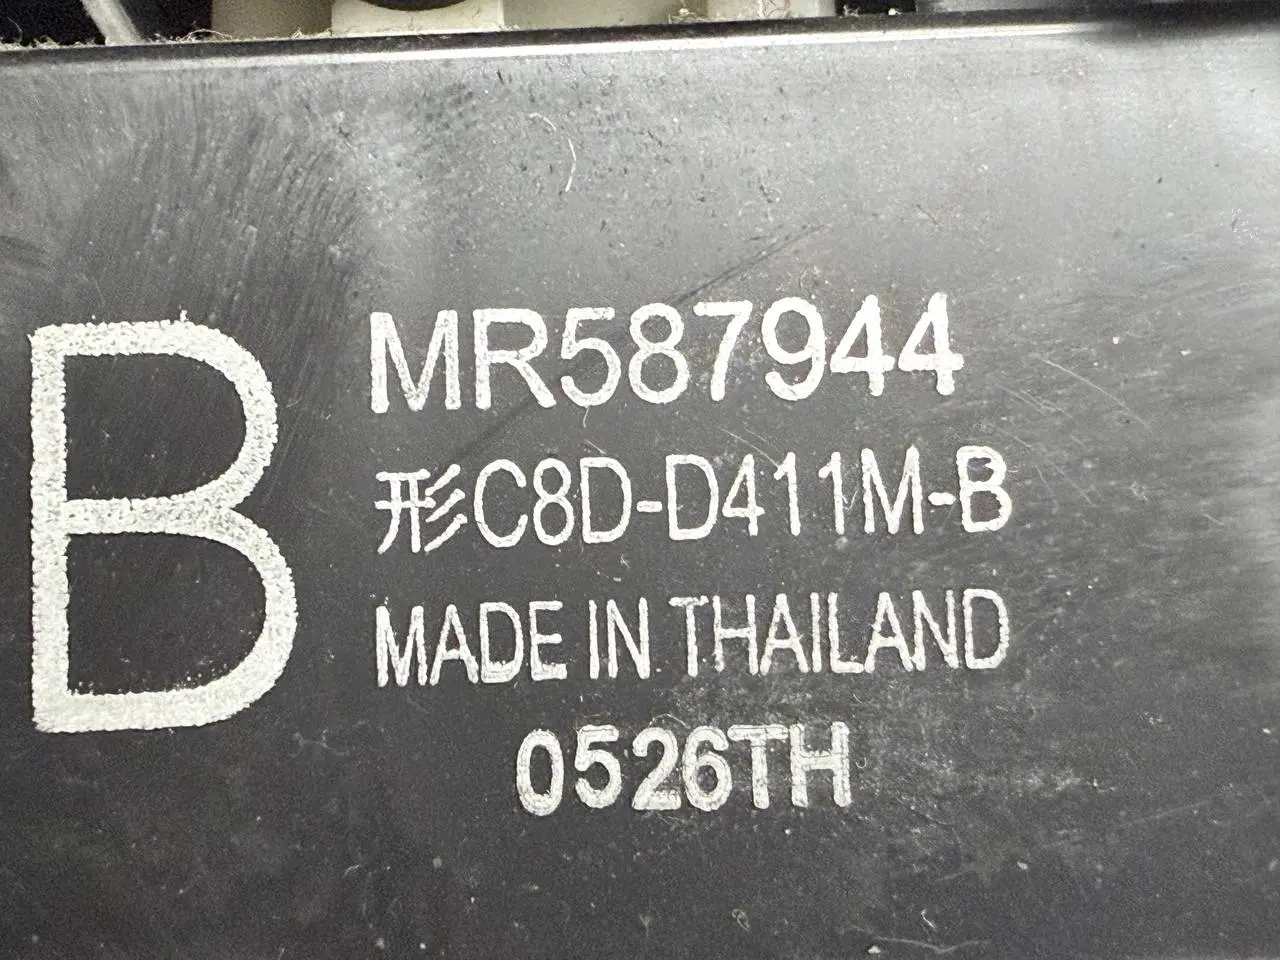 B
MR587944
形C8D-D411M-B
MADE IN THAILAND
0526TH